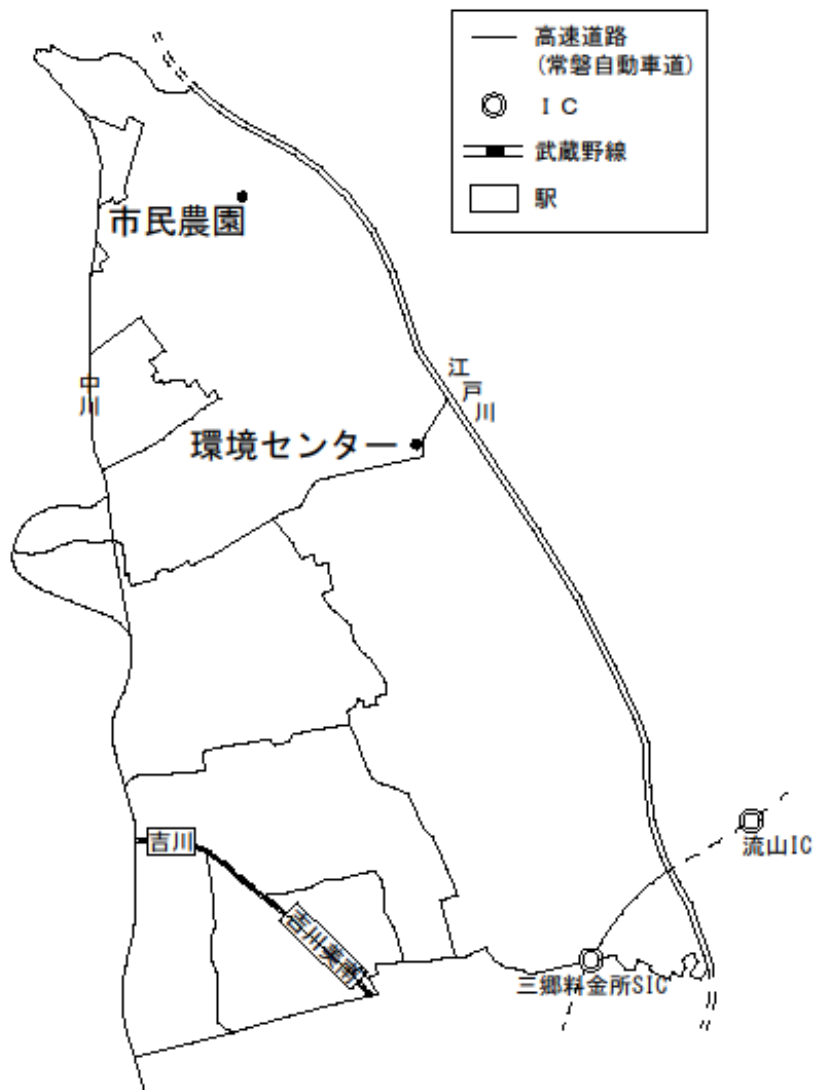 高速道路
(常磐自動車道)
ＩＣ
武蔵野線
駅
市民農園
中川
江戸川
環境センター
吉川
流山IC
吉川美南
三郷料金所SIC